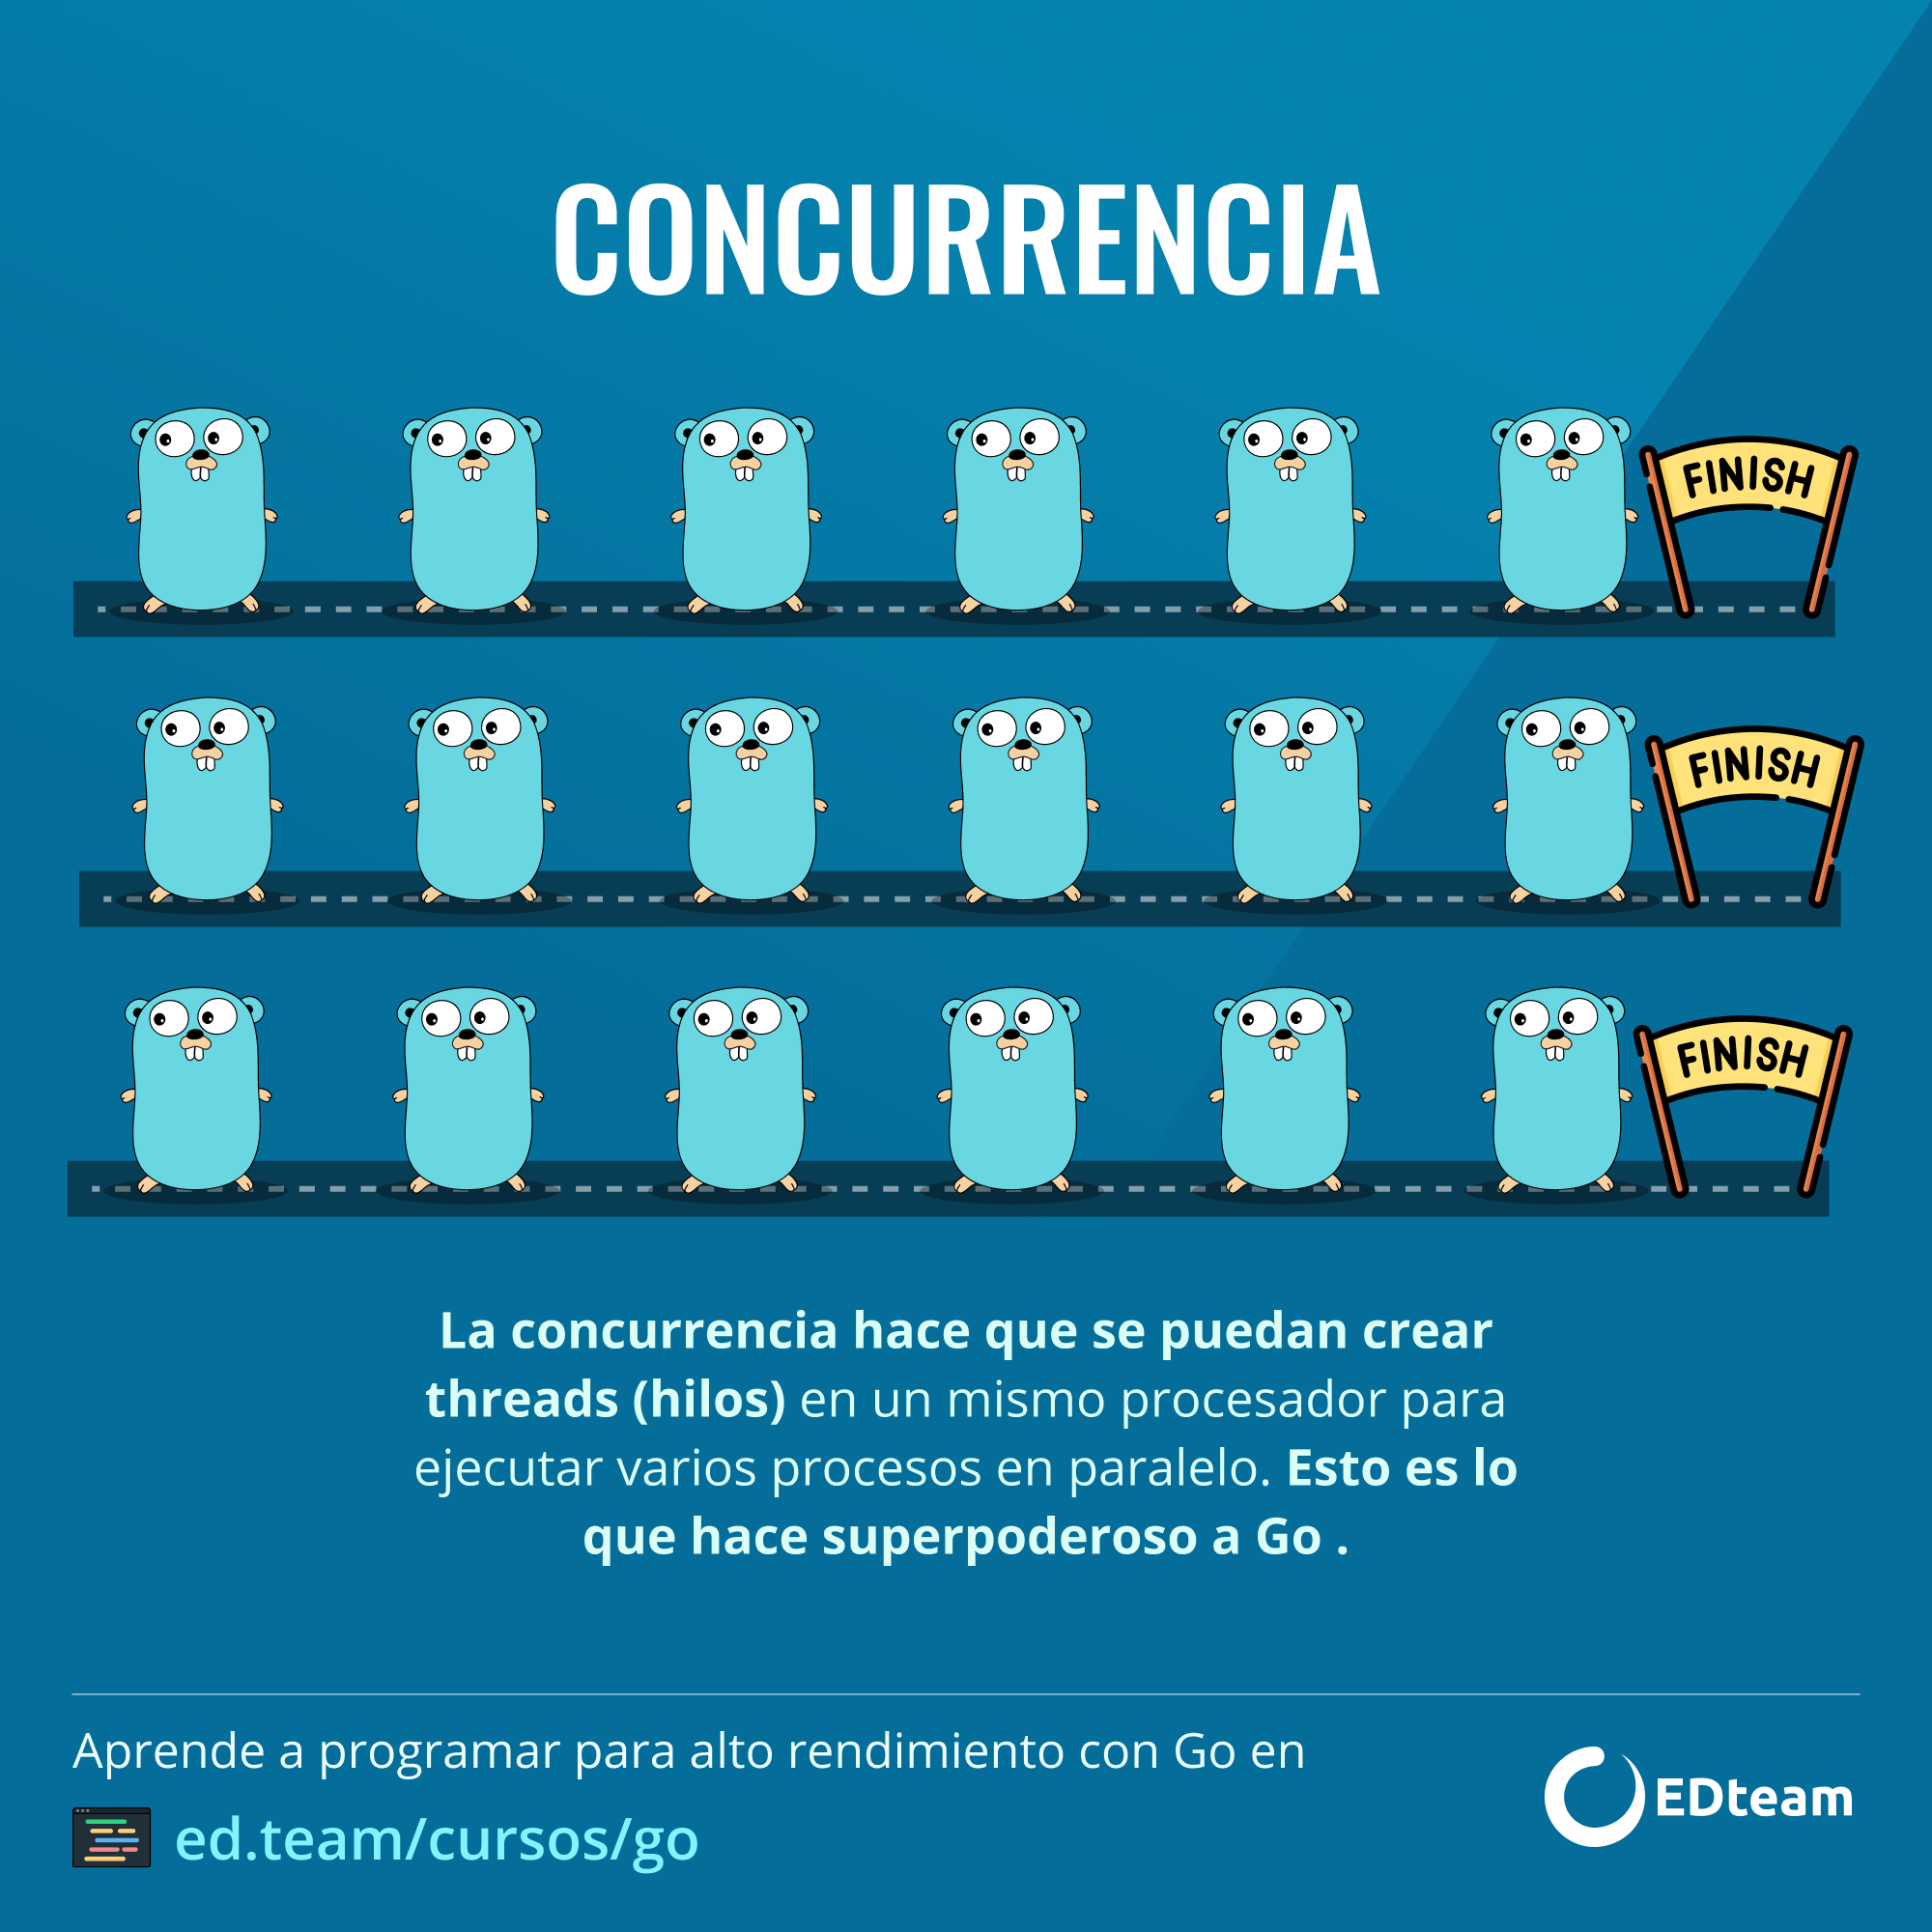 CONCURRENCIA
FINISH
FINISH
FINISH
La concurrencia hace que se puedan crear
threads (hilos) en un mismo procesador para
ejecutar varios procesos en paralelo. Esto es lo
que hace superpoderoso a Go .
Aprende a programar para alto rendimiento con Go en
ed.team/cursos/go
EDteam